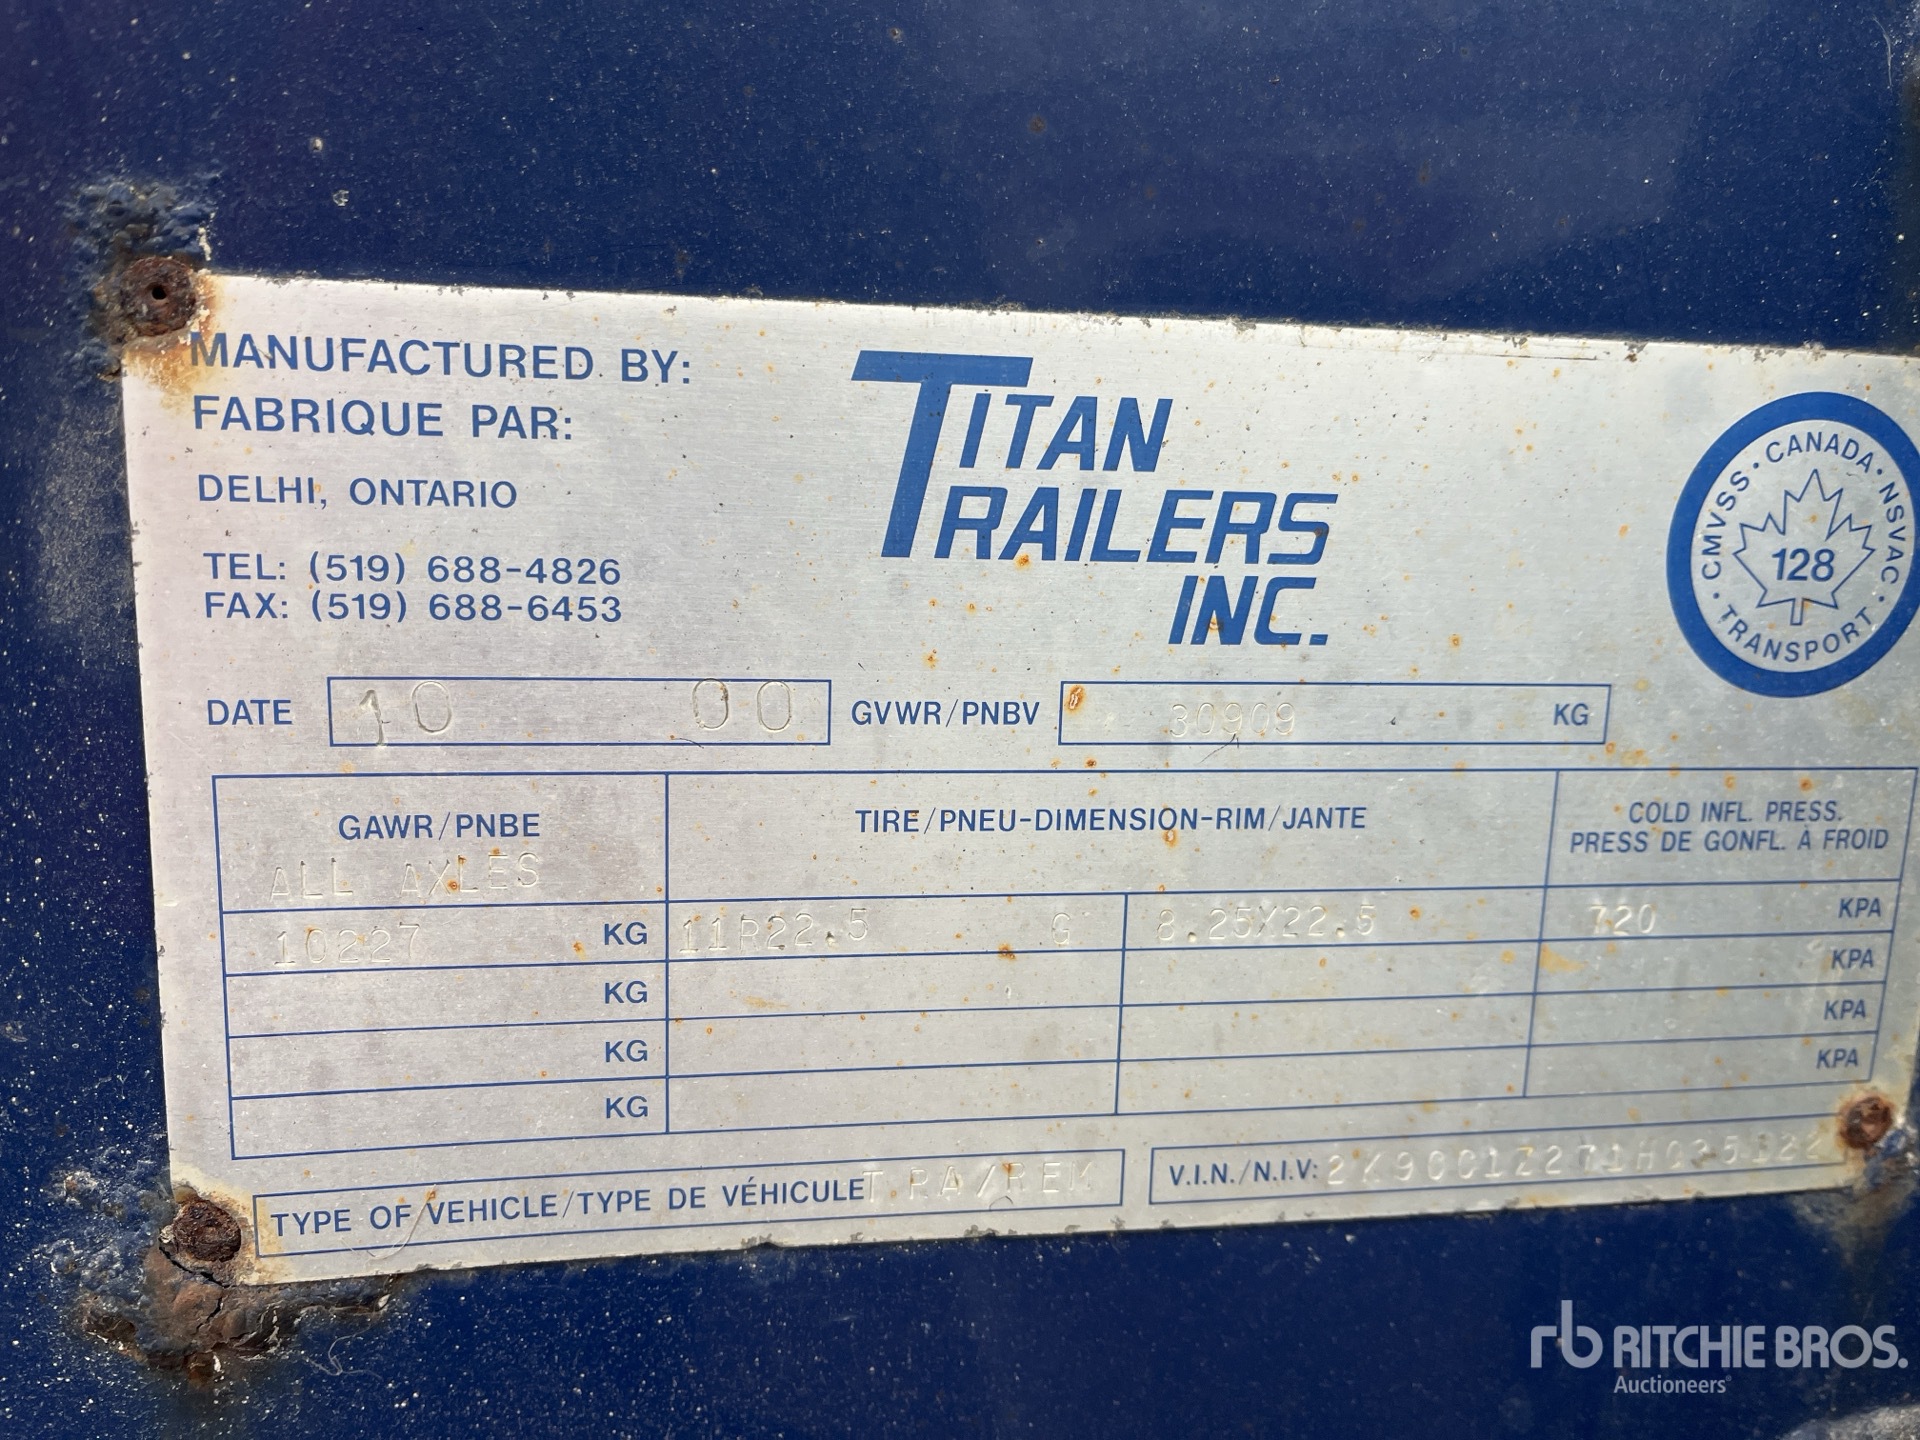 MANUFACTURED BY:
FABRIQUE PAR:
DELHI, ONTARIO
TEL: (519) 688-4826
FAX: (519) 688-6453
TITAN
TRAILERS
INC.
CANADA · NSVAC · TRANSPORT · CMVSS ·
128
DATE 10 00 GVWR/PNBV 30909 KG
GAWR/PNBE TIRE/PNEU-DIMENSION-RIM/JANTE COLD INFL. PRESS.
PRESS DE GONFL. À FROID
ALL AXLES
10227 KG 11R22.5 G 8.25X22.5 720 KPA
KG KPA
KG KPA
KG KPA
TYPE OF VEHICLE/TYPE DE VÉHICULE TRA/REM V.I.N./N.I.V:
rb RITCHIE BROS.
Auctioneers